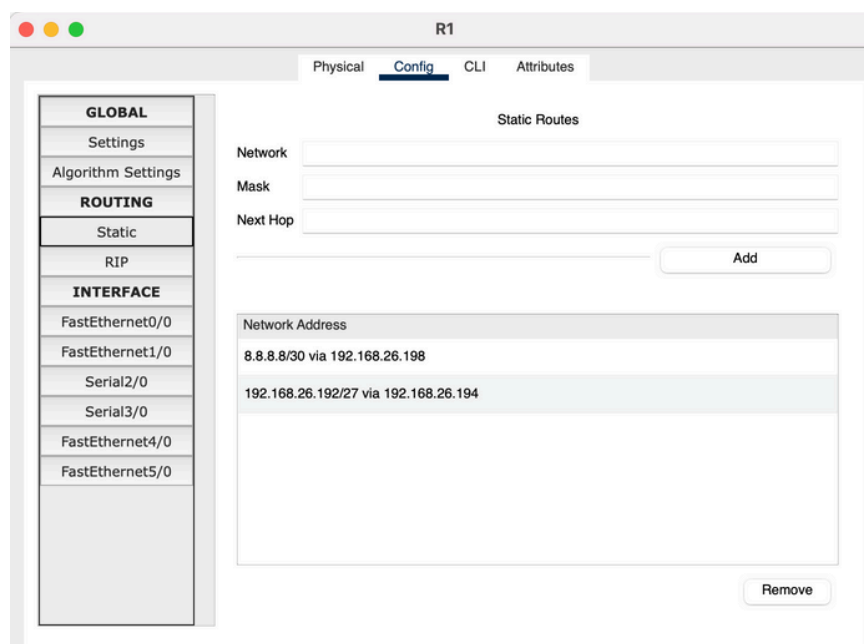 R1
Physical Config CLI Attributes
GLOBAL
Settings
Algorithm Settings
ROUTING
Static
RIP
INTERFACE
FastEthernet0/0
FastEthernet1/0
Serial2/0
Serial3/0
FastEthernet4/0
FastEthernet5/0
Static Routes
Network
Mask
Next Hop
Add
Network Address
8.8.8.8/30 via 192.168.26.198
192.168.26.192/27 via 192.168.26.194
Remove